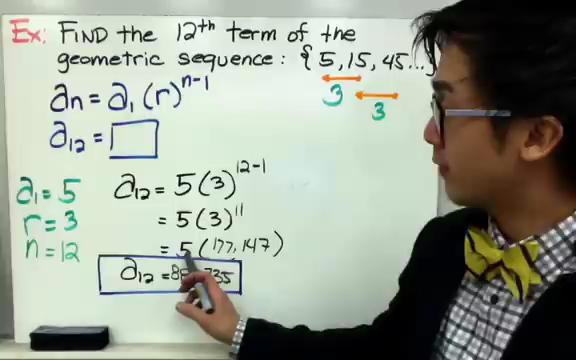 Ex: FIND the 12th term of the
geometric sequence: {5, 15, 45...}
3 3
an = a1 (r)^n-1
a12 =
a1 = 5
r = 3
n = 12
a12 = 5(3)^12-1
= 5(3)^11
= 5(177,147)
a12 = 735